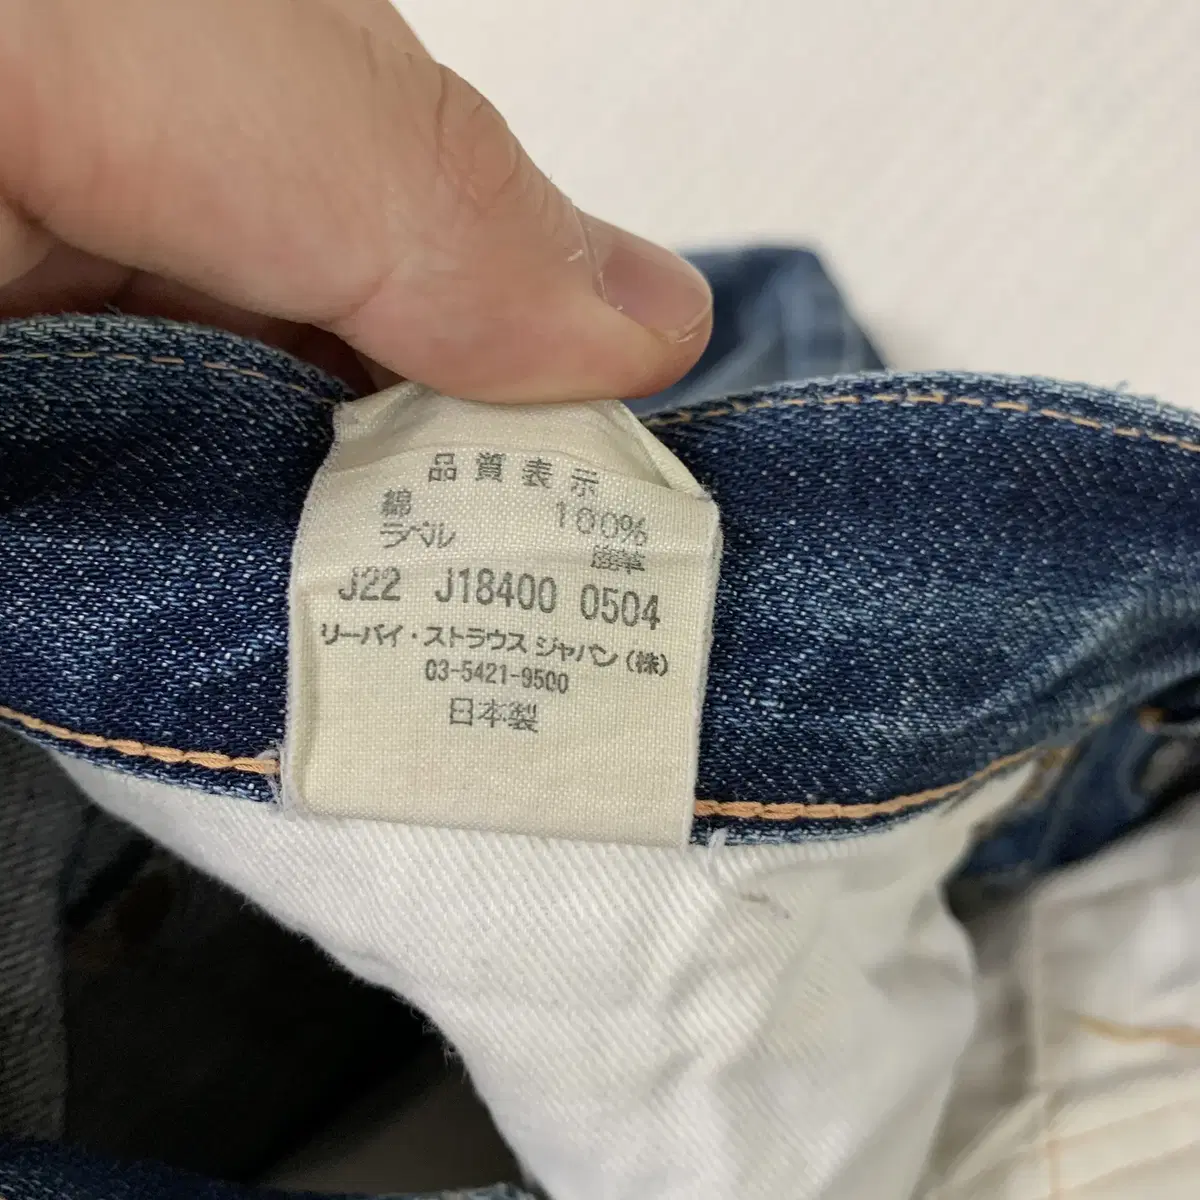 品質表示
綿 100%
ラベル 鹿革
J22 J18400 0504
リーバイ・ストラウス ジャパン(株)
03-5421-9500
日本製